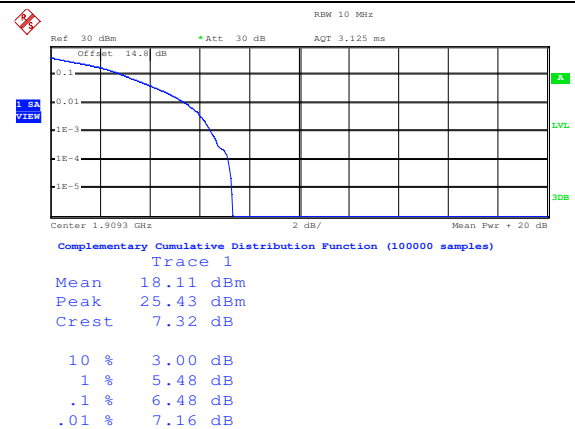 RBW 10 MHz
Ref 30 dBm *Att 30 dB AQT 3.125 ms
Offset 14.8 dB
0.1
A
0.01
1 SA
VIEW
1E-3
LVL
1E-4
1E-5
3DB
Center 1.9093 GHz 2 dB/ Mean Pwr + 20 dB
Complementary Cumulative Distribution Function (100000 samples)
Trace 1
Mean 18.11 dBm
Peak 25.43 dBm
Crest 7.32 dB
10 % 3.00 dB
1 % 5.48 dB
.1 % 6.48 dB
.01 % 7.16 dB